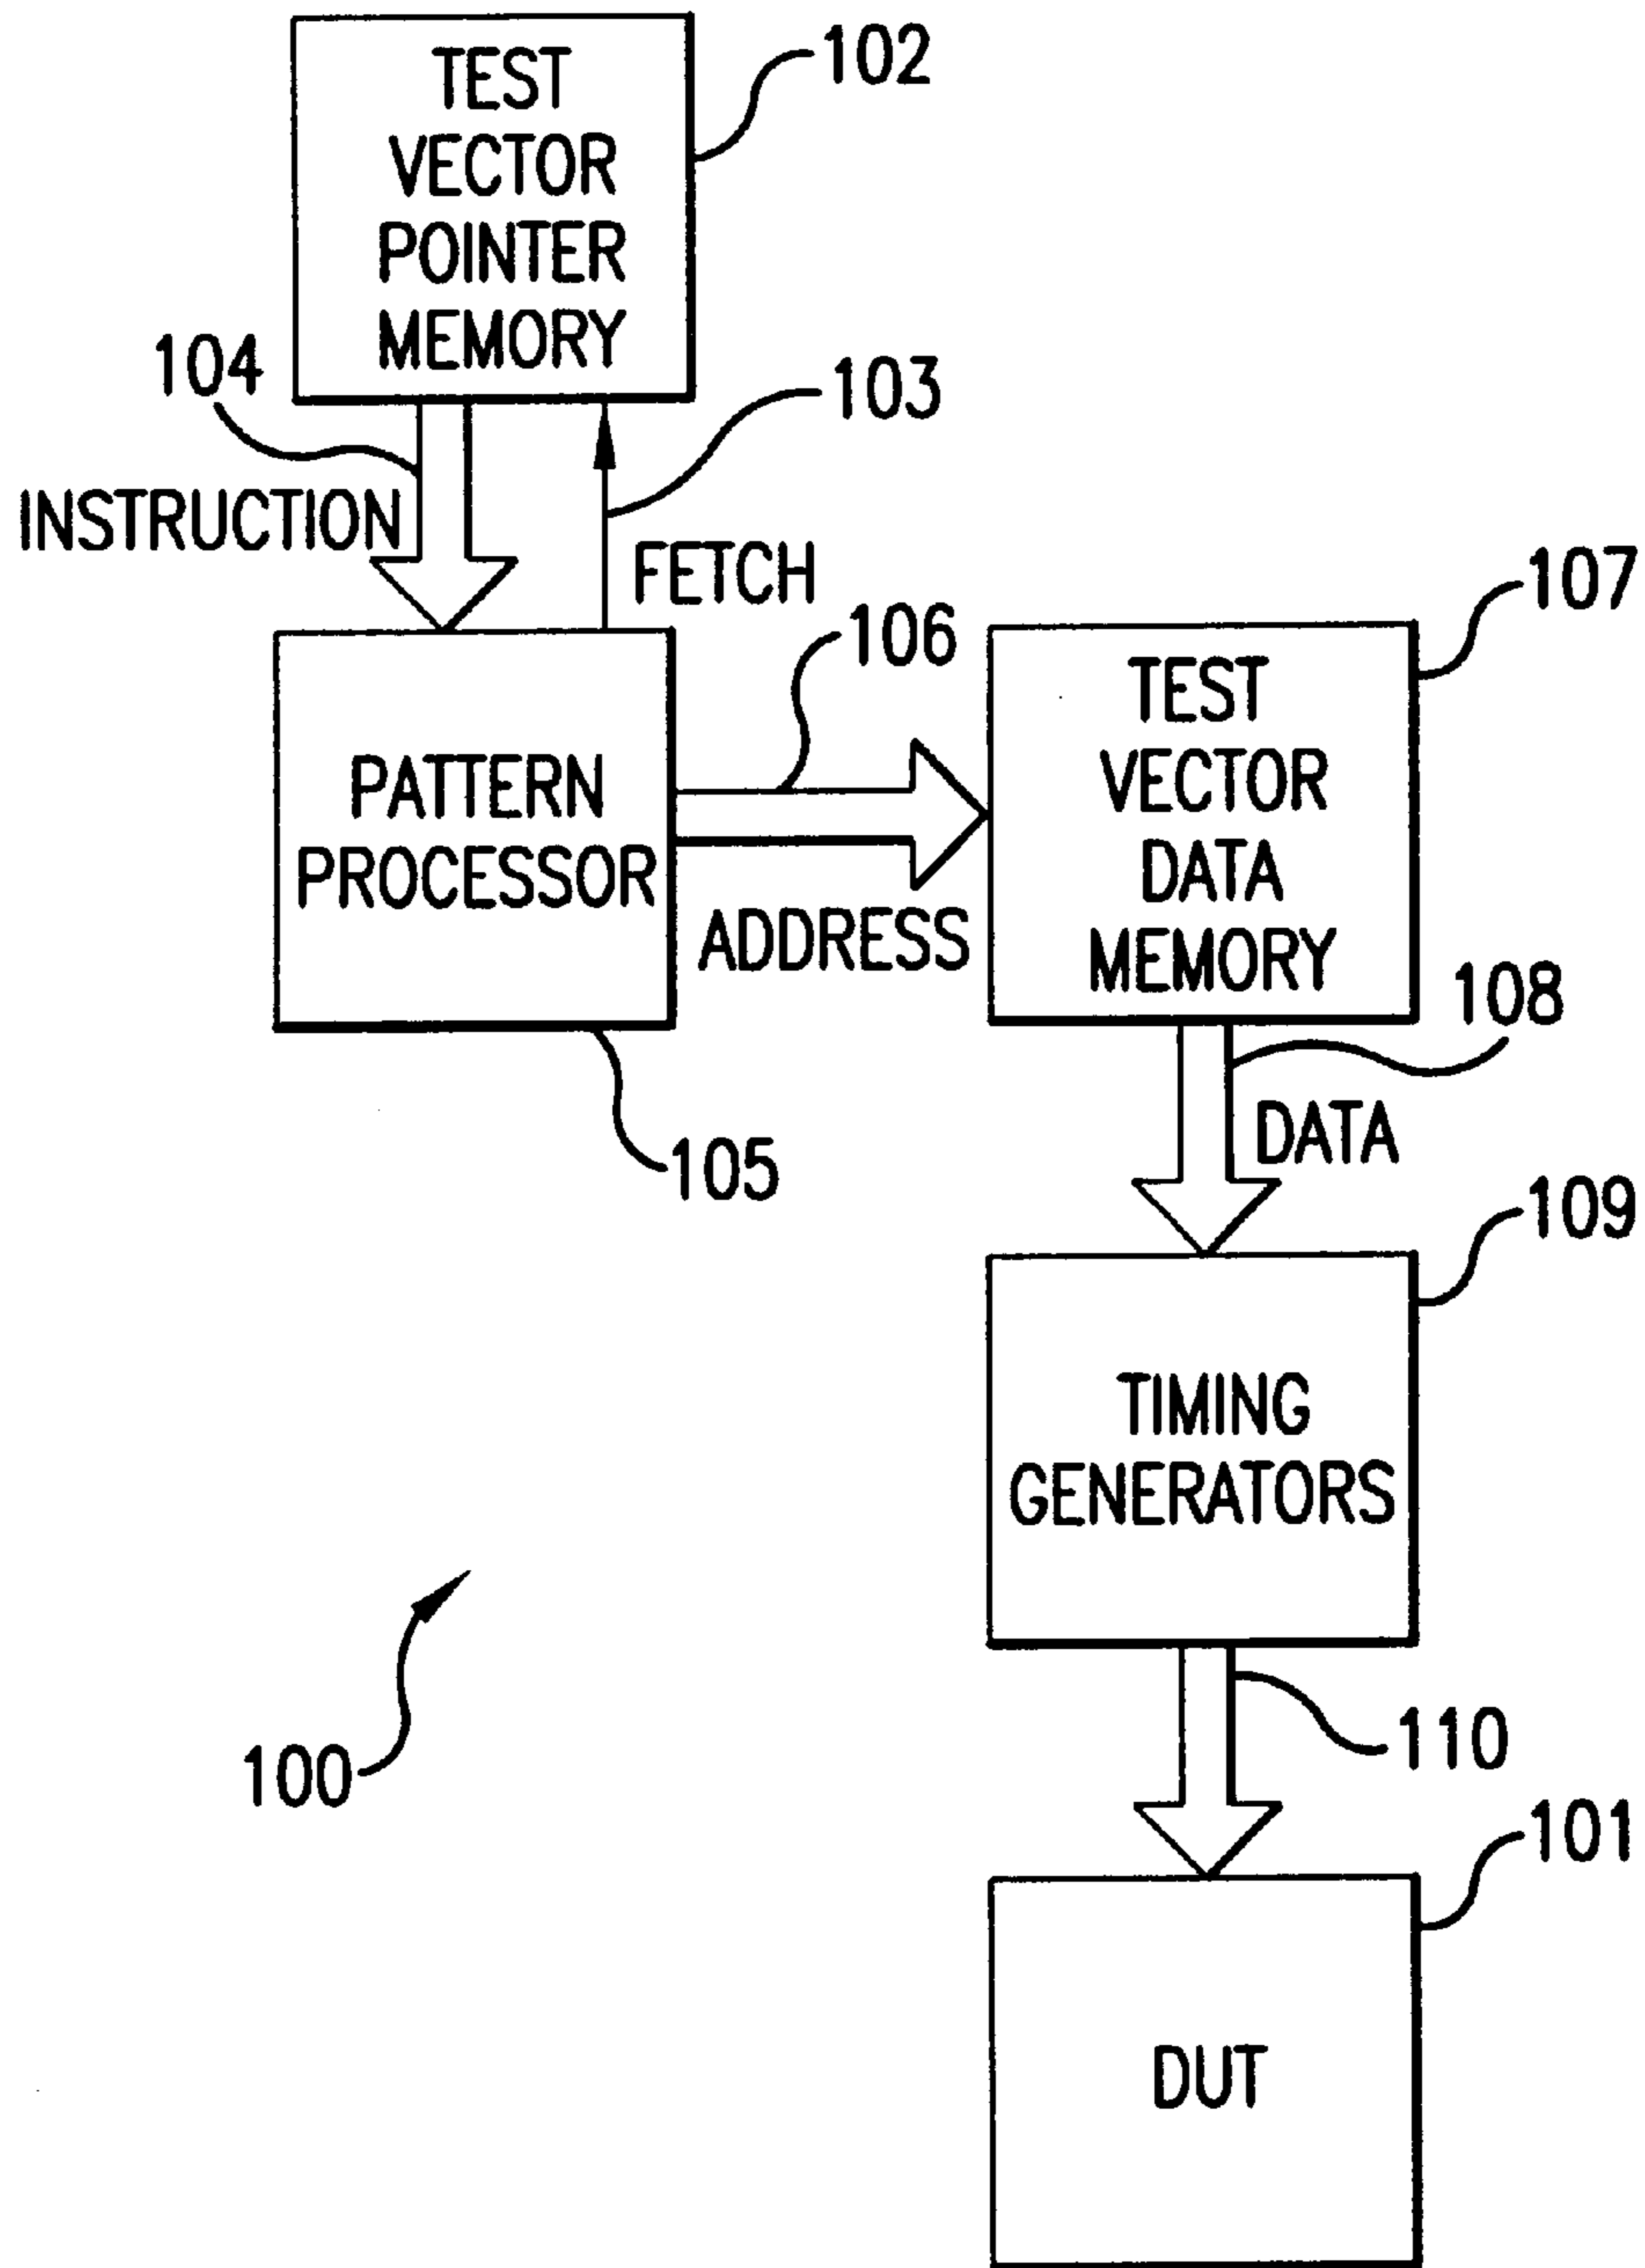 TEST
VECTOR
POINTER
MEMORY
102
104
103
INSTRUCTION
FETCH
106
107
PATTERN
PROCESSOR
ADDRESS
TEST
VECTOR
DATA
MEMORY
105
108
DATA
109
TIMING
GENERATORS
100
110
101
DUT